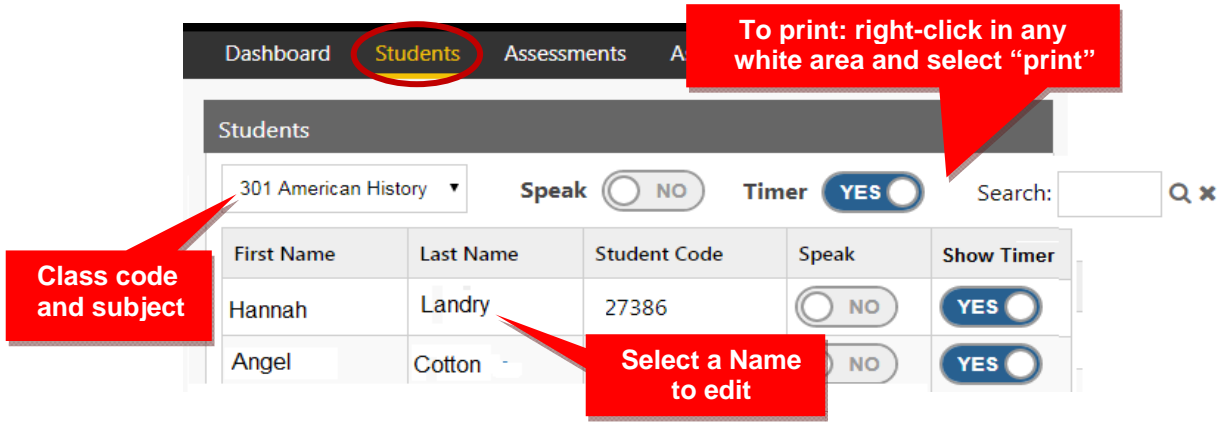 To print: right-click in any
white area and select “print”
Dashboard Students Assessments
Students
301 American History Speak NO Timer YES Search:
Class code
and subject
First Name Last Name Student Code Speak Show Timer
Hannah Landry 27386 NO YES
Angel Cotton - NO YES
Select a Name
to edit